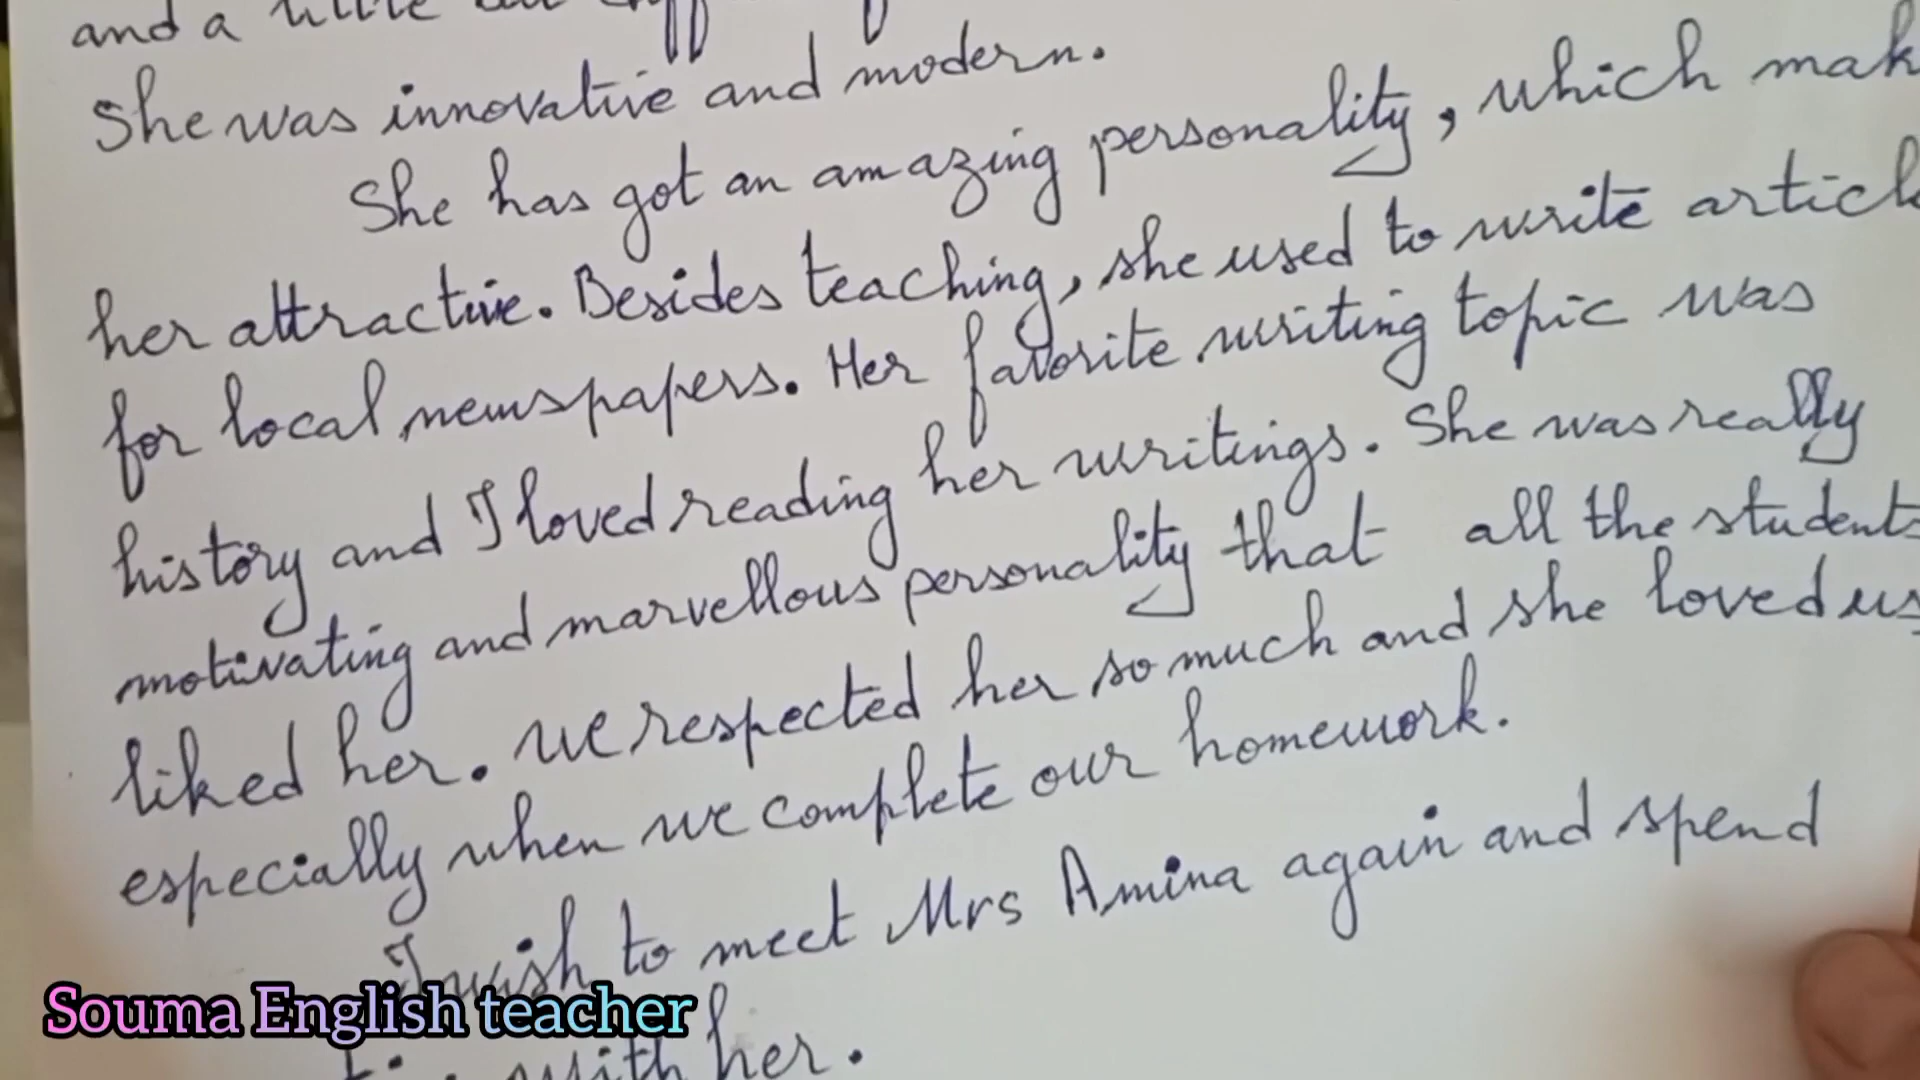 and a little
She was innovative and modern.
She has got an amazing personality, which mak
her attractive. Besides teaching, she used to write articl
for local newspapers. Her favorite writing topic was
history and I loved reading her writings. She was really
motivating and marvellous personality that all the students
liked her. we respected her so much and she loved us
especially when we complete our homework.
I wish to meet Mrs Amina again and spend
with her.
Souma English teacher